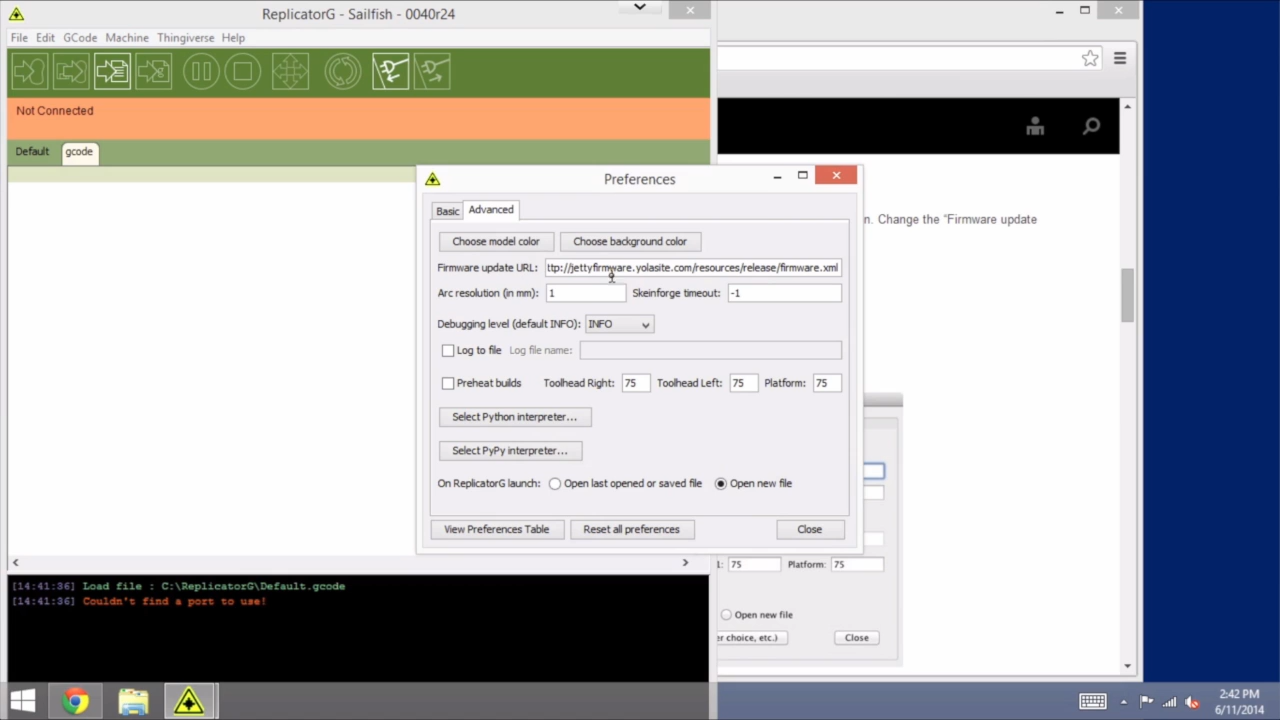 ReplicatorG - Sailfish - 0040r24
File Edit GCode Machine Thingiverse Help
Not Connected
Default gcode
Preferences
Basic Advanced
n. Change the "Firmware update
Choose model color Choose background color
Firmware update URL: ttp://jettyfirmware.yolasite.com/resources/release/firmware.xml
Arc resolution (in mm): 1 Skeinforge timeout: -1
Debugging level (default INFO): INFO
Log to file Log file name:
Preheat builds Toolhead Right: 75 Toolhead Left: 75 Platform: 75
Select Python interpreter...
Select PyPy interpreter...
On ReplicatorG launch: Open last opened or saved file Open new file
View Preferences Table Reset all preferences Close
t: 75 Platform: 75
Open new file
er choice, etc.) Close
[14:41:36] Load file : C:\ReplicatorG\Default.gcode
[14:41:36] Couldn't find a port to use!
2:42 PM
6/11/2014